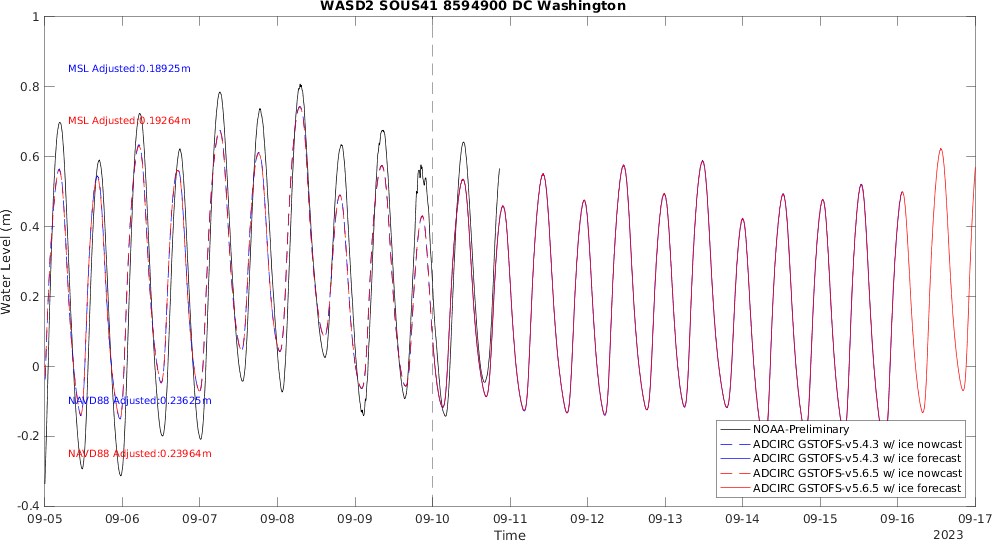 WASD2 SOUS41 8594900 DC Washington
1
0.8
0.6
0.4
0.2
0
-0.2
-0.4
Water Level (m)
MSL Adjusted:0.18925m
MSL Adjusted:0.19264m
NAVD88 Adjusted:0.23625m
NAVD88 Adjusted:0.23964m
NOAA-Preliminary
ADCIRC GSTOFS-v5.4.3 w/ ice nowcast
ADCIRC GSTOFS-v5.4.3 w/ ice forecast
ADCIRC GSTOFS-v5.6.5 w/ ice nowcast
ADCIRC GSTOFS-v5.6.5 w/ ice forecast
09-05 09-06 09-07 09-08 09-09 09-10 09-11 09-12 09-13 09-14 09-15 09-16 09-17
Time
2023